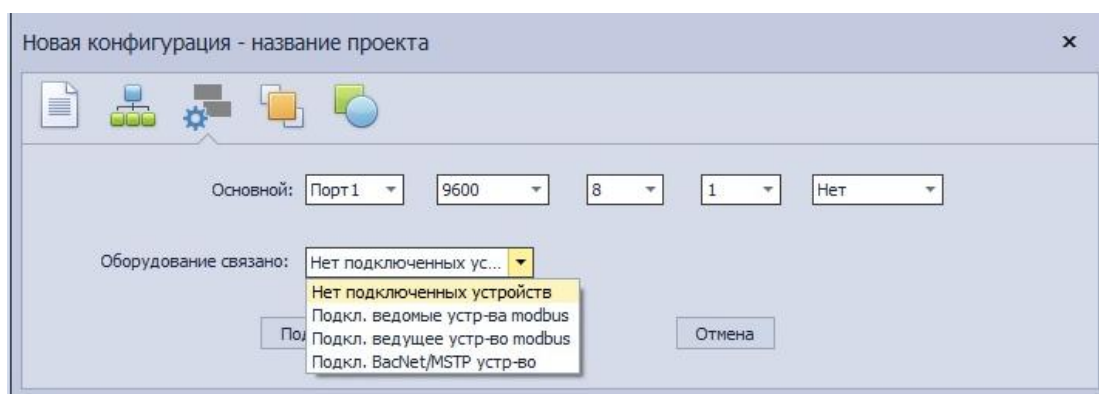 Новая конфигурация - название проекта
Основной: Порт1 9600 8 1 Нет
Оборудование связано: Нет подключенных ус...
Нет подключенных устройств
Подкл. ведомые устр-ва modbus
Подкл. ведущее устр-во modbus
Подкл. BacNet/MSTP устр-во
Отмена